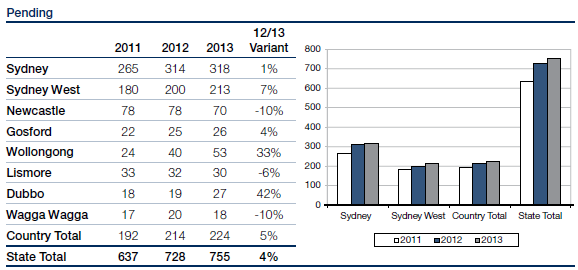 Pending
12/13
2011 2012 2013 Variant
Sydney 265 314 318 1%
Sydney West 180 200 213 7%
Newcastle 78 78 70 -10%
Gosford 22 25 26 4%
Wollongong 24 40 53 33%
Lismore 33 32 30 -6%
Dubbo 18 19 27 42%
Wagga Wagga 17 20 18 -10%
Country Total 192 214 224 5%
State Total 637 728 755 4%
800
700
600
500
400
300
200
100
0
Sydney Sydney West Country Total State Total
2011 2012 2013